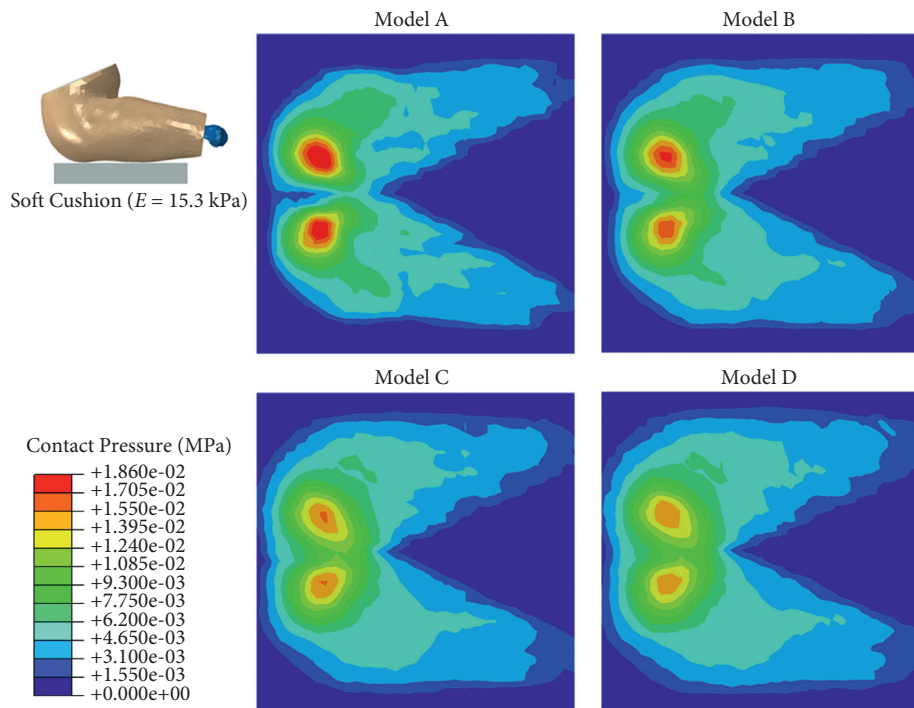 Model A
Model B
Soft Cushion (E = 15.3 kPa)
Model C
Model D
Contact Pressure (MPa)
+1.860e-02
+1.705e-02
+1.550e-02
+1.395e-02
+1.240e-02
+1.085e-02
+9.300e-03
+7.750e-03
+6.200e-03
+4.650e-03
+3.100e-03
+1.550e-03
+0.000e+00